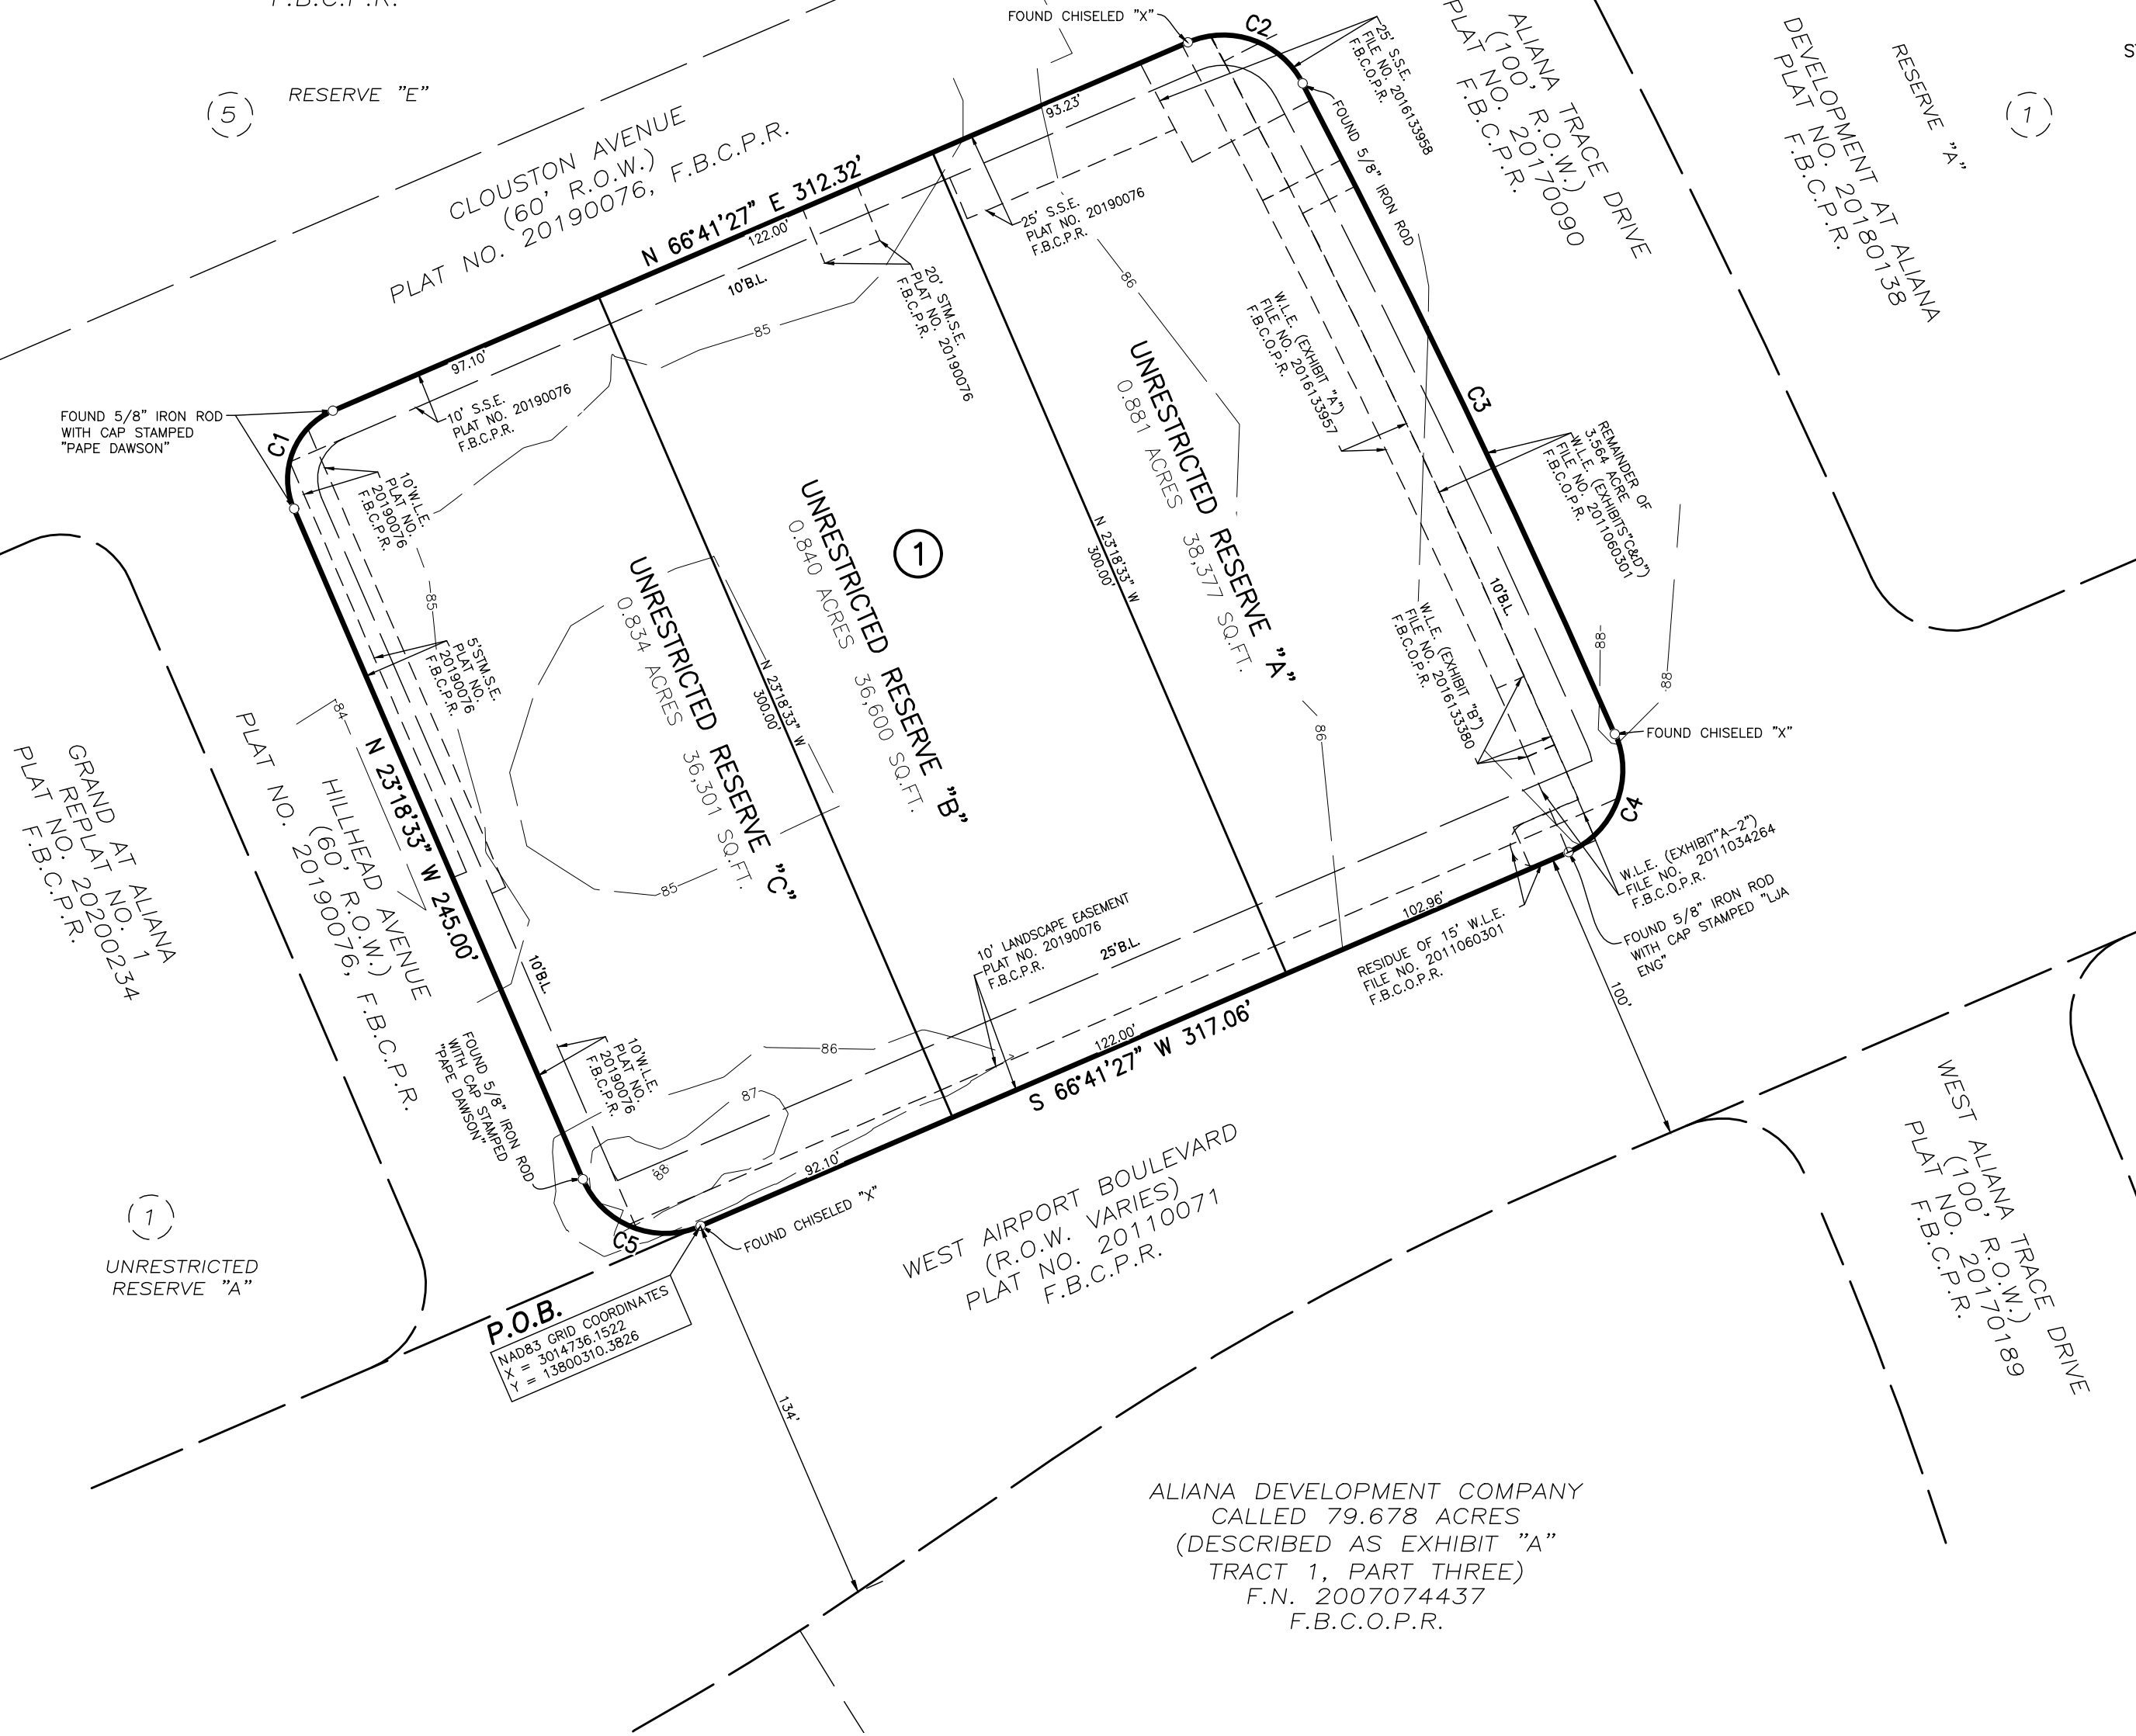 F.B.C.P.R.
5
RESERVE "E"
CLOUSTON AVENUE
(60' R.O.W.)
PLAT NO. 20190076, F.B.C.P.R.
FOUND CHISELED "X"
C2
25' S.S.E.
FILE NO. 2016133958
F.B.C.O.P.R.
ALIANA TRACE DRIVE
(100' R.O.W.)
PLAT NO. 20170090
F.B.C.P.R.
DEVELOPMENT AT ALIANA
PLAT NO. 20180138
F.B.C.P.R.
RESERVE "A"
1
FOUND 5/8" IRON ROD
N 66°41'27" E 312.32'
93.23'
122.00'
97.10'
10'B.L.
25' S.S.E.
PLAT NO. 20190076
F.B.C.P.R.
20' STM.S.E.
PLAT NO. 20190076
F.B.C.P.R.
10' S.S.E.
PLAT NO. 20190076
F.B.C.P.R.
85
86
FOUND 5/8" IRON ROD
WITH CAP STAMPED
"PAPE DAWSON"
C1
10'W.L.E.
PLAT NO.
20190076
F.B.C.P.R.
85
5'STM.S.E.
PLAT NO.
20190076
F.B.C.P.R.
UNRESTRICTED RESERVE "C"
0.834 ACRES 36,301 SQ.FT.
N 23°18'33" W
300.00'
UNRESTRICTED RESERVE "B"
0.840 ACRES 36,600 SQ.FT.
1
N 23°18'33" W
300.00'
UNRESTRICTED RESERVE "A"
0.881 ACRES 38,377 SQ.FT.
W.L.E. (EXHIBIT "A")
FILE NO. 2016133957
F.B.C.O.P.R.
C3
REMAINDER OF
3.564 ACRE
W.L.E. (EXHIBITS"C&D")
FILE NO. 2011060301
F.B.C.O.P.R.
10'B.L.
W.L.E. (EXHIBIT "B")
FILE NO. 2016133380
F.B.C.O.P.R.
88
88
86
FOUND CHISELED "X"
C4
W.L.E. (EXHIBIT"A-2")
FILE NO. 2011034264
F.B.C.O.P.R.
FOUND 5/8" IRON ROD
WITH CAP STAMPED "LJA
ENG"
84
N 23°18'33" W 245.00'
HILLHEAD AVENUE
(60' R.O.W.)
PLAT NO. 20190076, F.B.C.P.R.
GRAND AT ALIANA
REPLAT NO. 1
PLAT NO. 20200234
F.B.C.P.R.
85
10' LANDSCAPE EASEMENT
PLAT NO. 20190076
F.B.C.P.R.
25'B.L.
102.96'
RESIDUE OF 15' W.L.E.
FILE NO. 2011060301
F.B.C.O.P.R.
100'
10'B.L.
10'W.L.E.
PLAT NO.
20190076
F.B.C.P.R.
86
87
88
122.00'
S 66°41'27" W 317.06'
92.10'
FOUND 5/8" IRON ROD
WITH CAP STAMPED
"PAPE DAWSON"
C5
FOUND CHISELED "X"
WEST AIRPORT BOULEVARD
(R.O.W. VARIES)
PLAT NO. 20110071
F.B.C.P.R.
WEST ALIANA TRACE DRIVE
(100' R.O.W.)
PLAT NO. 20170189
F.B.C.P.R.
1
UNRESTRICTED
RESERVE "A"
P.O.B.
NAD83 GRID COORDINATES
X = 3014736.1522
Y = 13800310.3826
134'
ALIANA DEVELOPMENT COMPANY
CALLED 79.678 ACRES
(DESCRIBED AS EXHIBIT "A"
TRACT 1, PART THREE)
F.N. 2007074437
F.B.C.O.P.R.